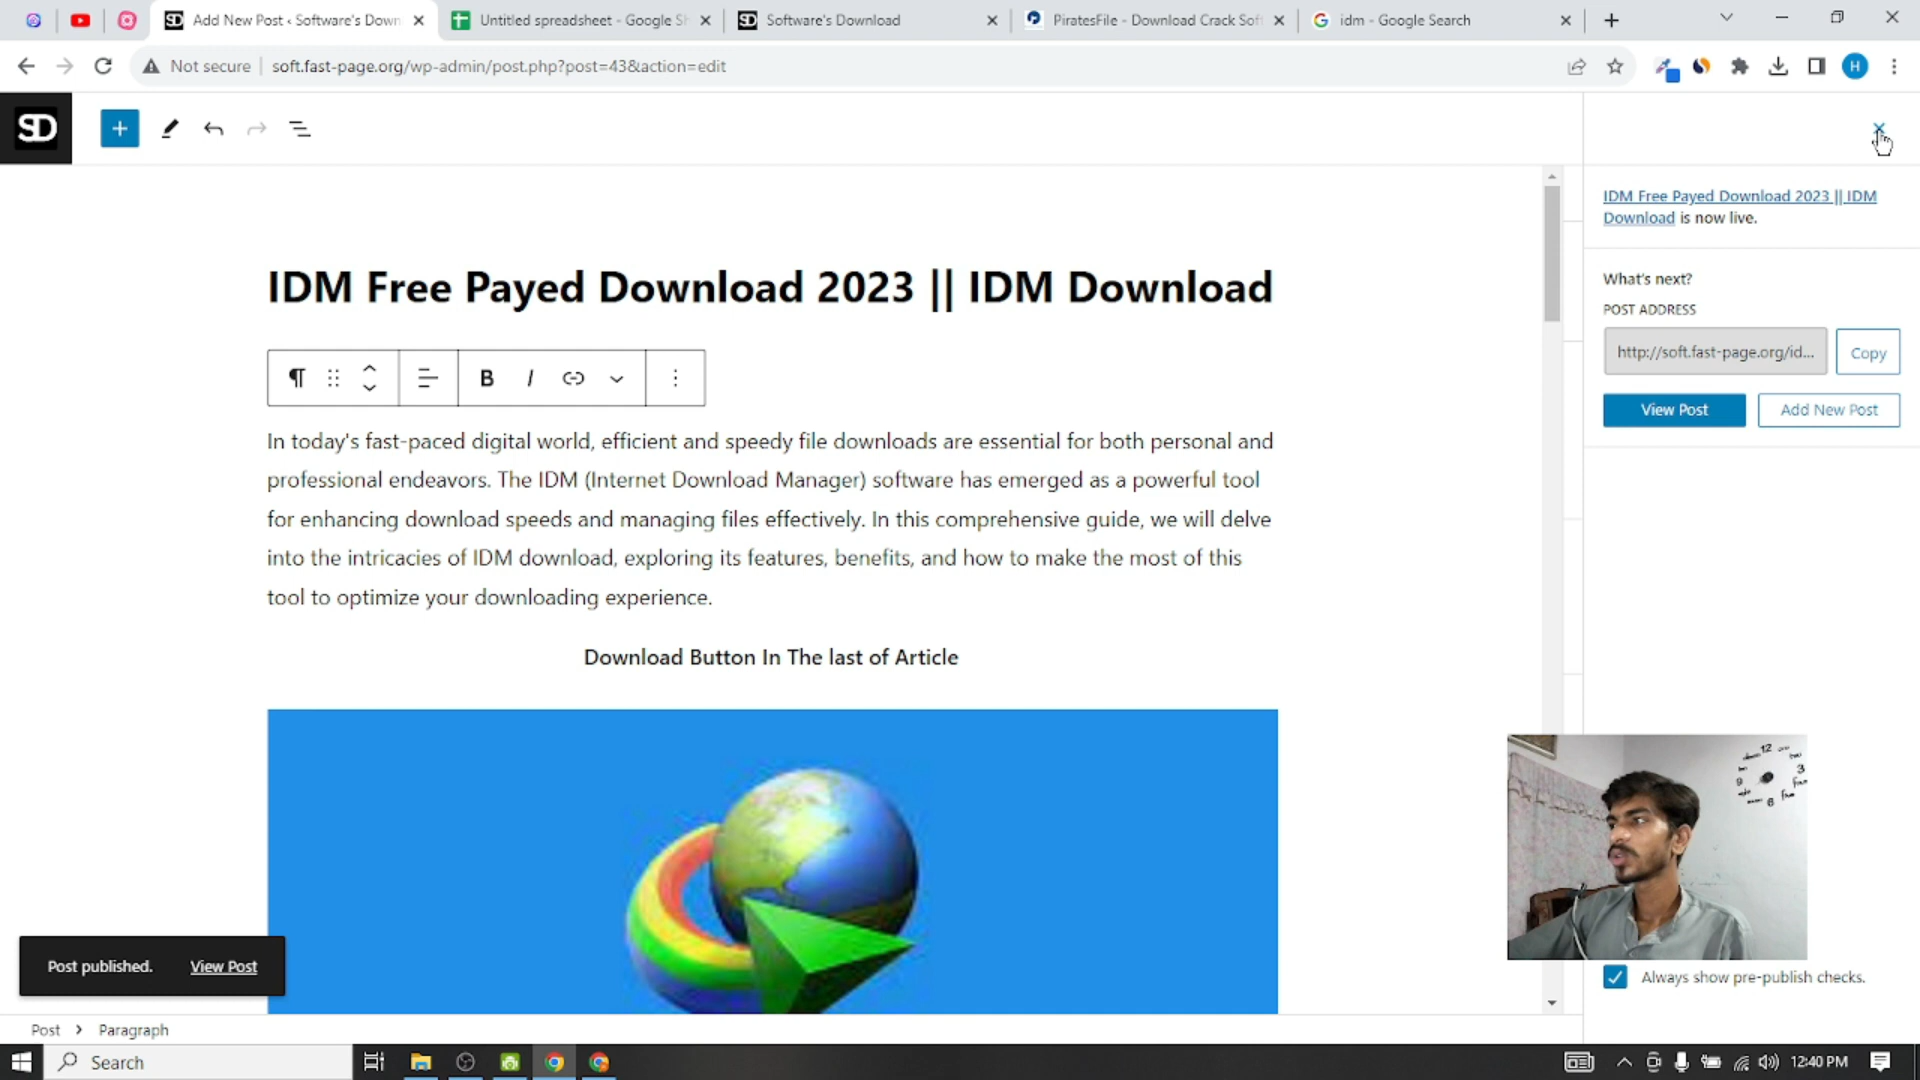 Add New Post ‹ Software's Down
Untitled spreadsheet - Google Sh
Software's Download
PiratesFile - Download Crack Soft
idm - Google Search
Not secure
soft.fast-page.org/wp-admin/post.php?post=43&action=edit
H
SD
IDM Free Payed Download 2023 || IDM
Download is now live.
What's next?
POST ADDRESS
http://soft.fast-page.org/id...
Copy
View Post
Add New Post
IDM Free Payed Download 2023 || IDM Download
B I
In today's fast-paced digital world, efficient and speedy file downloads are essential for both personal and
professional endeavors. The IDM (Internet Download Manager) software has emerged as a powerful tool
for enhancing download speeds and managing files effectively. In this comprehensive guide, we will delve
into the intricacies of IDM download, exploring its features, benefits, and how to make the most of this
tool to optimize your downloading experience.
Download Button In The last of Article
12
3
6
9
Post published. View Post
Always show pre-publish checks.
Post › Paragraph
Search
12:40 PM